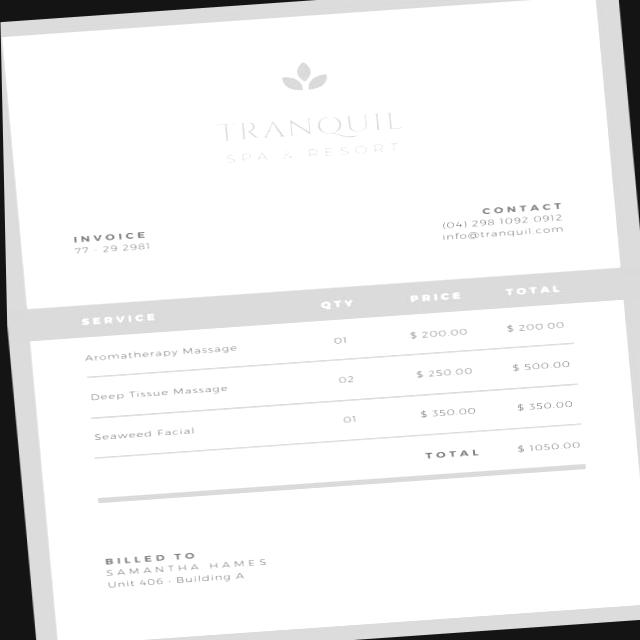 TRANQUIL
SPA & RESORT
INVOICE
77 - 29 2981
CONTACT
(04) 298 1092 0912
info@tranquil.com
SERVICE QTY PRICE TOTAL
Aromatherapy Massage 01 $ 200.00 $ 200.00
Deep Tissue Massage 02 $ 250.00 $ 500.00
Seaweed Facial 01 $ 350.00 $ 350.00
TOTAL $ 1050.00
BILLED TO
SAMANTHA HAMES
Unit 406 - Building A